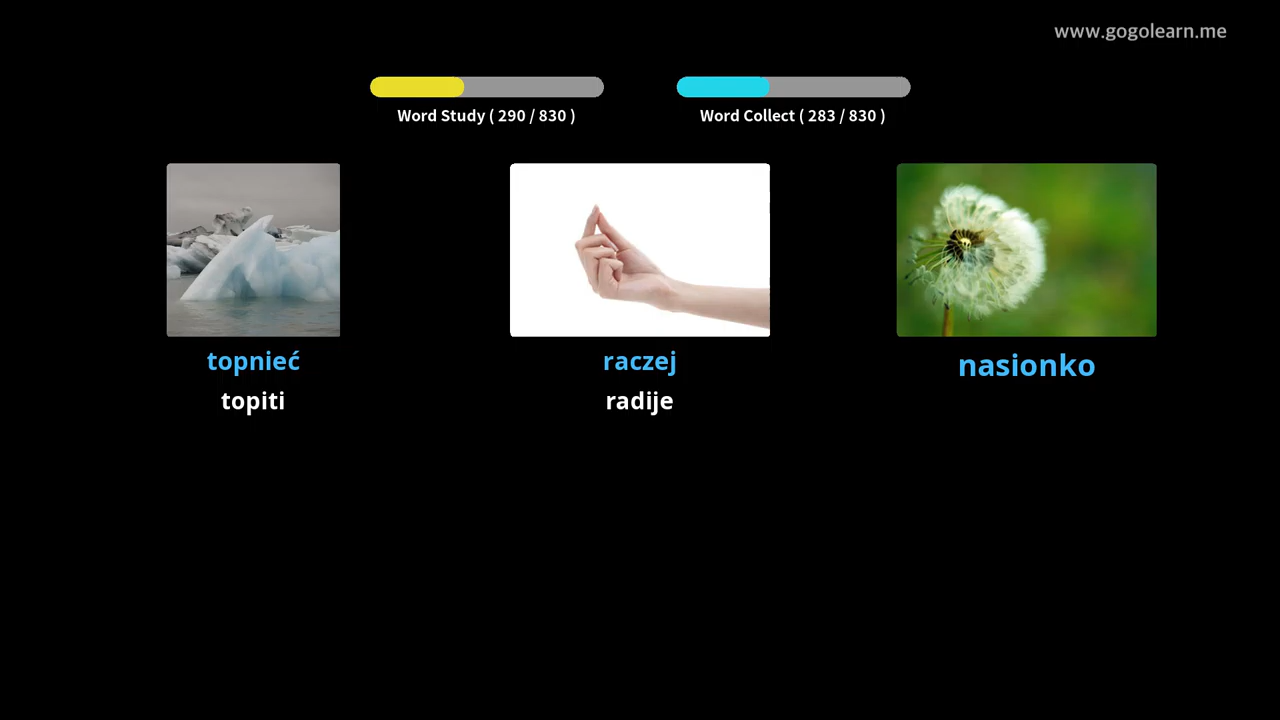 www.gogolearn.me
Word Study ( 290 / 830 )
Word Collect ( 283 / 830 )
topnieć
topiti
raczej
radije
nasionko